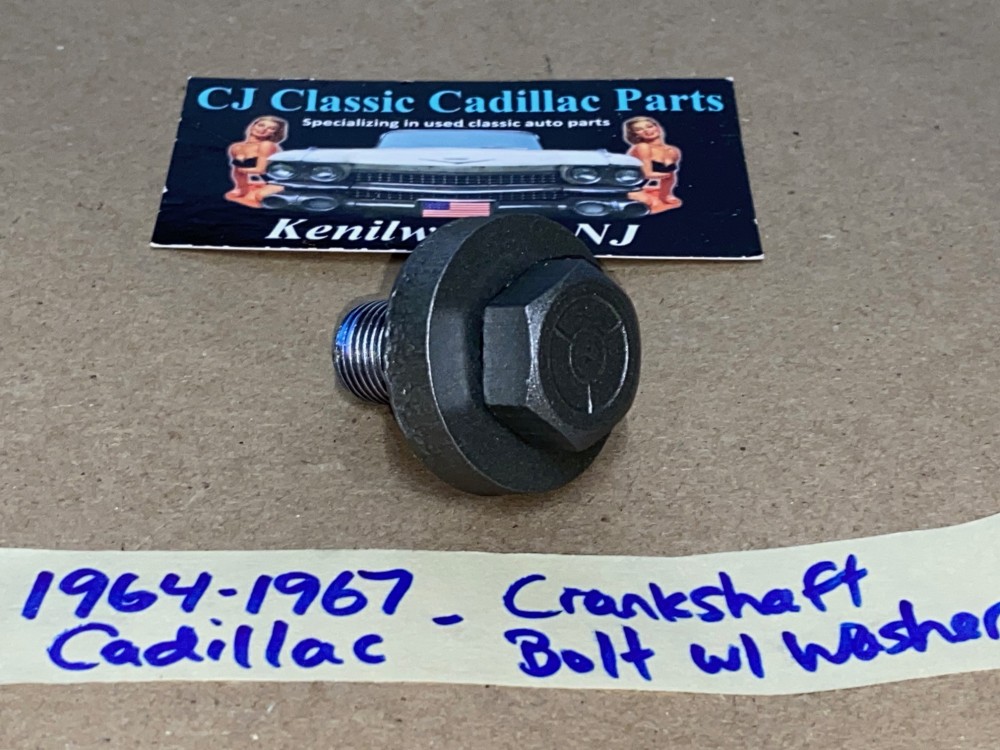 CJ Classic Cadillac Parts
Specializing in used classic auto parts
NJ
1964-1967 - Crankshaft
Cadillac Bolt w/ Washer